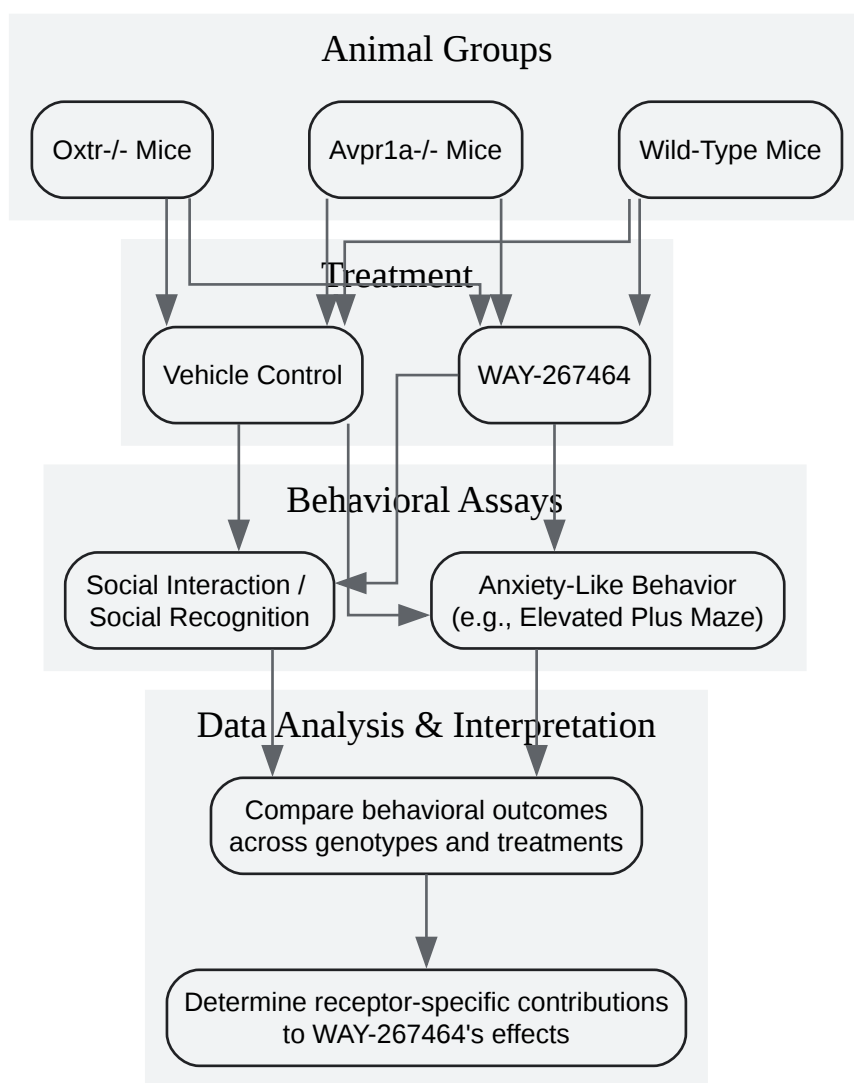 Animal Groups
Oxtr-/- Mice
Avpr1a-/- Mice
Wild-Type Mice
Treatment
Vehicle Control
WAY-267464
Behavioral Assays
Social Interaction /
Social Recognition
Anxiety-Like Behavior
(e.g., Elevated Plus Maze)
Data Analysis & Interpretation
Compare behavioral outcomes
across genotypes and treatments
Determine receptor-specific contributions
to WAY-267464's effects